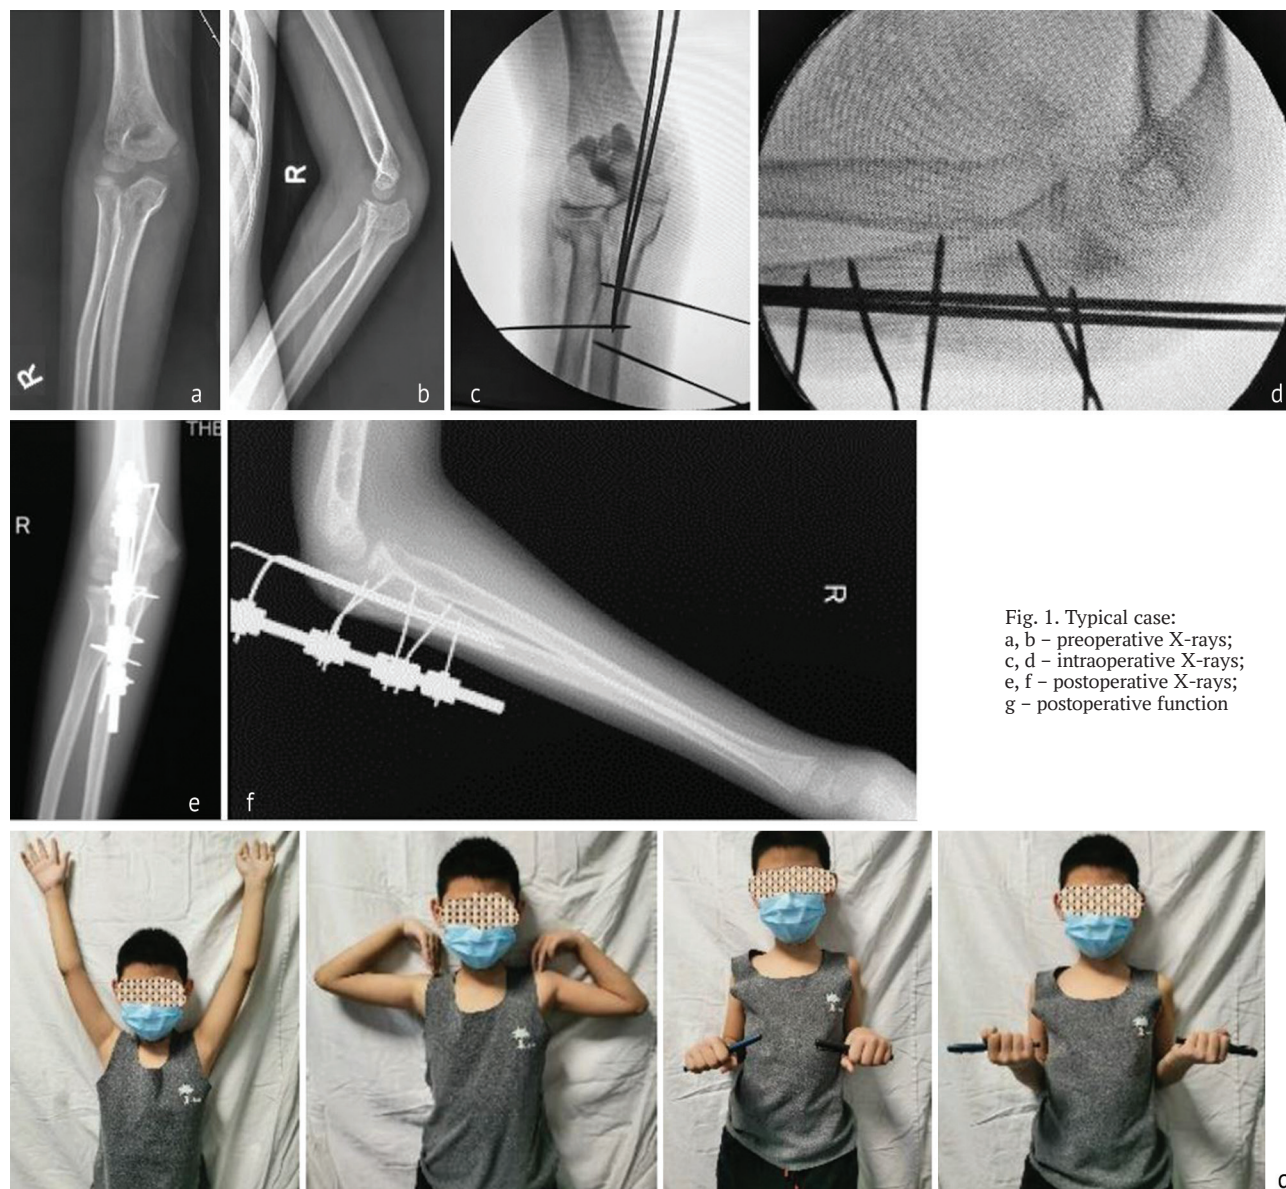 R
a
R
b
c
d
THE
R
e
f
R
Fig. 1. Typical case:
a, b – preoperative X-rays;
c, d – intraoperative X-rays;
e, f – postoperative X-rays;
g – postoperative function